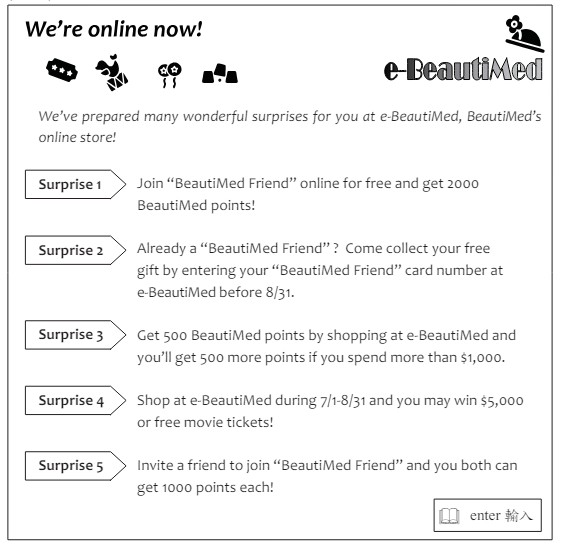 We're online now!
e-BeautiMed
We've prepared many wonderful surprises for you at e-BeautiMed, BeautiMed's
online store!
Surprise 1
Join “BeautiMed Friend” online for free and get 2000
BeautiMed points!
Surprise 2
Already a “BeautiMed Friend”? Come collect your free
gift by entering your “BeautiMed Friend” card number at
e-BeautiMed before 8/31.
Surprise 3
Get 500 BeautiMed points by shopping at e-BeautiMed and
you'll get 500 more points if you spend more than $1,000.
Surprise 4
Shop at e-BeautiMed during 7/1-8/31 and you may win $5,000
or free movie tickets!
Surprise 5
Invite a friend to join “BeautiMed Friend” and you both can
get 1000 points each!
enter 輸入